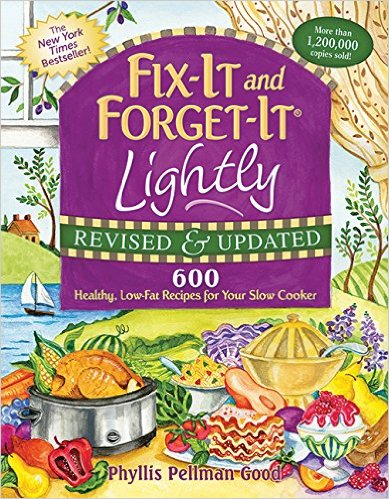 The
New York
Times
Bestseller!
More than
1,200,000
copies sold!
FIX-IT and
FORGET-IT®
Lightly
REVISED & UPDATED
600
Healthy, Low-Fat Recipes for Your Slow Cooker
Phyllis Pellman Good